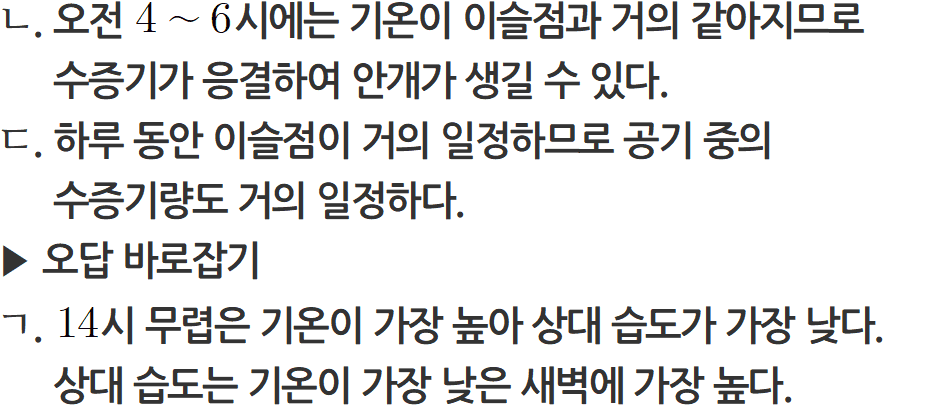 ㄴ. 오전 4 ~ 6시에는 기온이 이슬점과 거의 같아지므로
수증기가 응결하여 안개가 생길 수 있다.
ㄷ. 하루 동안 이슬점이 거의 일정하므로 공기 중의
수증기량도 거의 일정하다.
▶ 오답 바로잡기
ㄱ. 14시 무렵은 기온이 가장 높아 상대 습도가 가장 낮다.
상대 습도는 기온이 가장 낮은 새벽에 가장 높다.